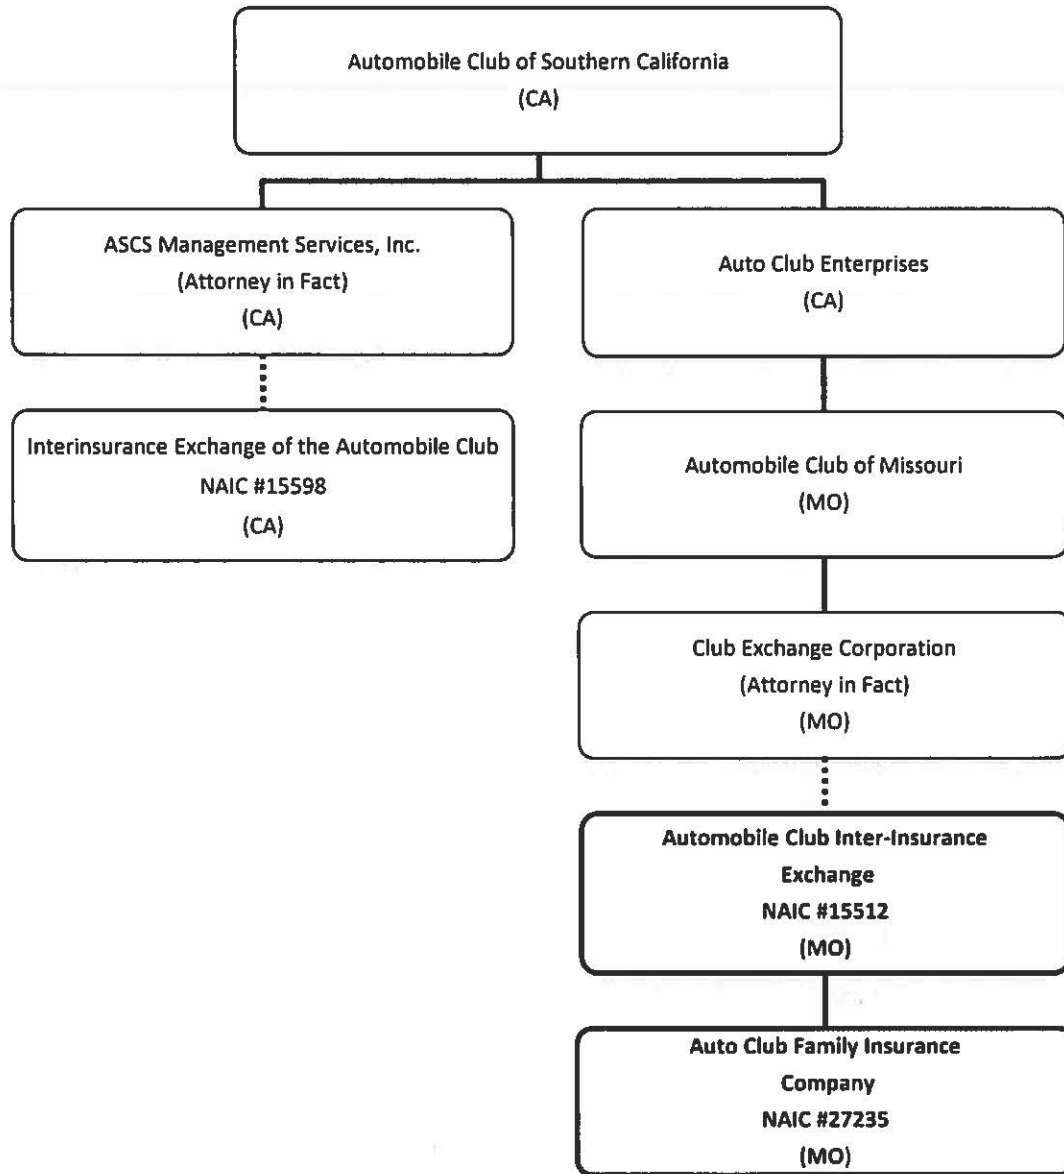 Automobile Club of Southern California
(CA)
ASCS Management Services, Inc.
(Attorney in Fact)
(CA)
Auto Club Enterprises
(CA)
Interinsurance Exchange of the Automobile Club
NAIC #15598
(CA)
Automobile Club of Missouri
(MO)
Club Exchange Corporation
(Attorney in Fact)
(MO)
Automobile Club Inter-Insurance
Exchange
NAIC #15512
(MO)
Auto Club Family Insurance
Company
NAIC #27235
(MO)